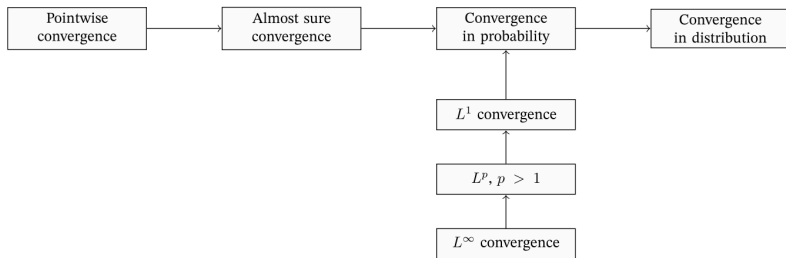 Pointwise
convergence
Almost sure
convergence
Convergence
in probability
Convergence
in distribution
L¹ convergence
Lᵖ, p > 1
L^∞ convergence